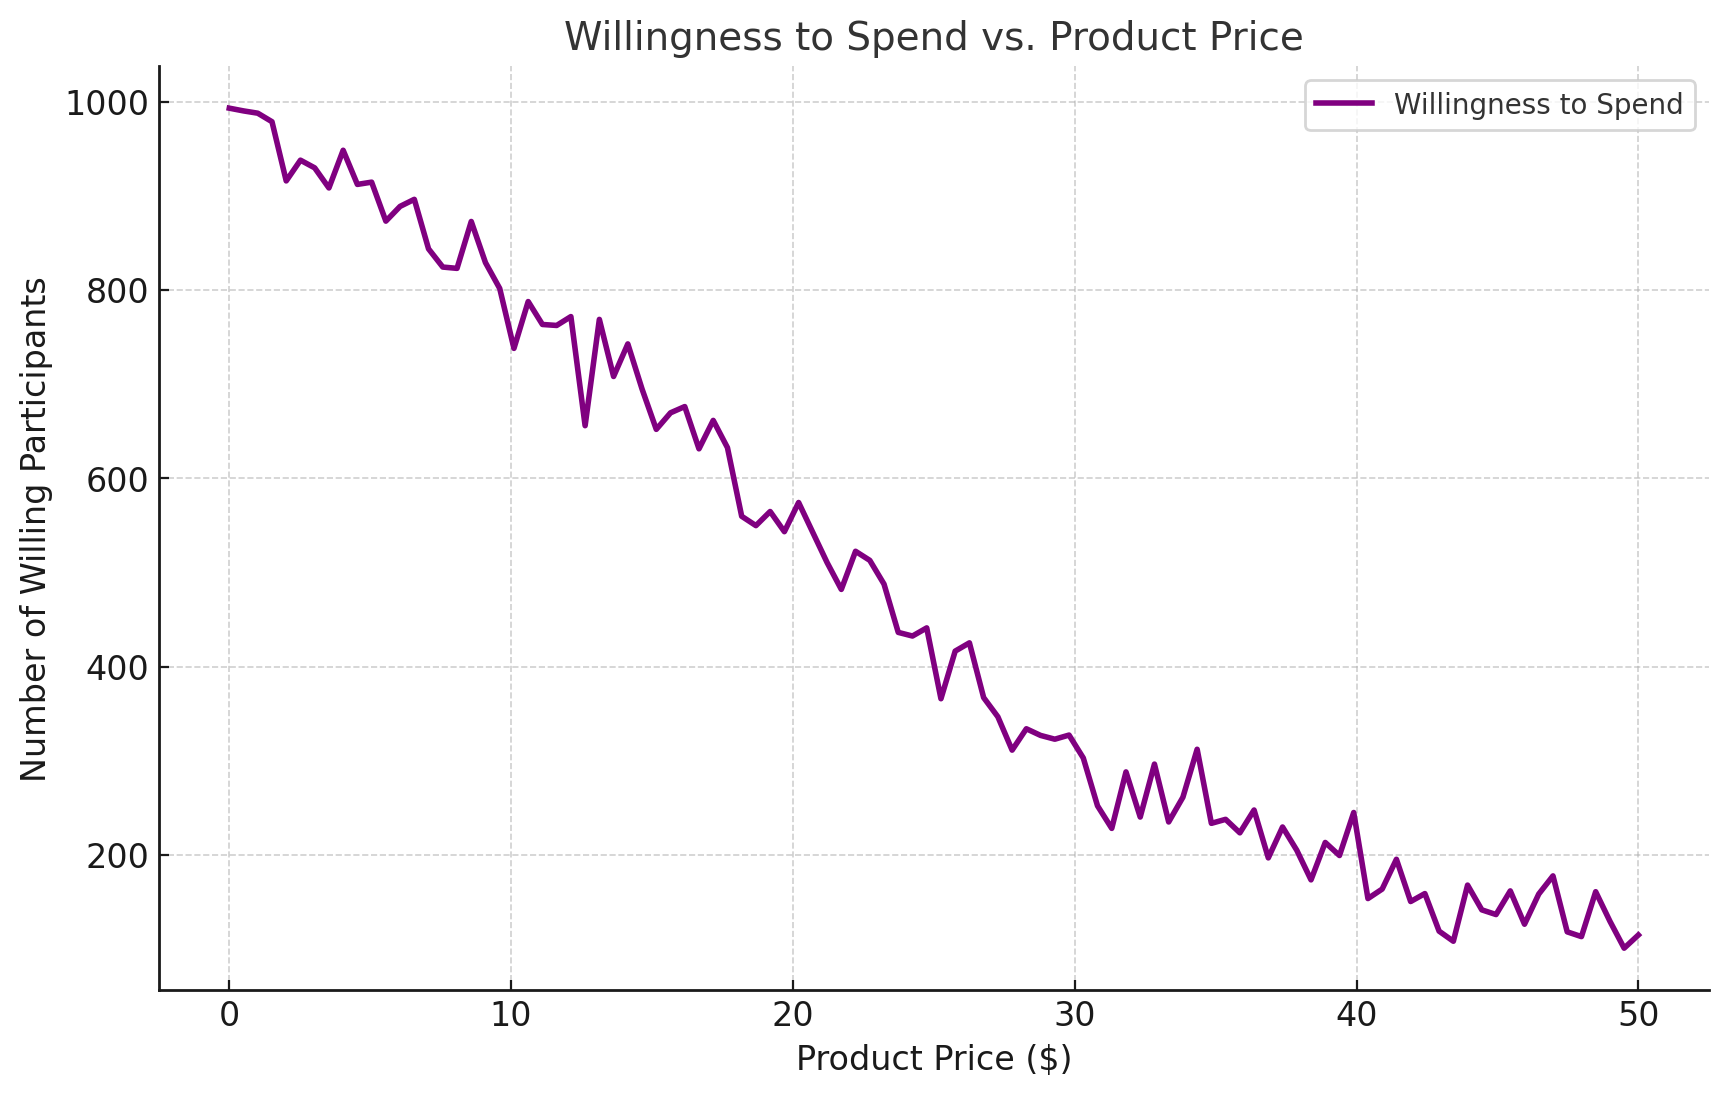 Willingness to Spend vs. Product Price
Willingness to Spend
Number of Willing Participants
1000
800
600
400
200
0 10 20 30 40 50
Product Price ($)